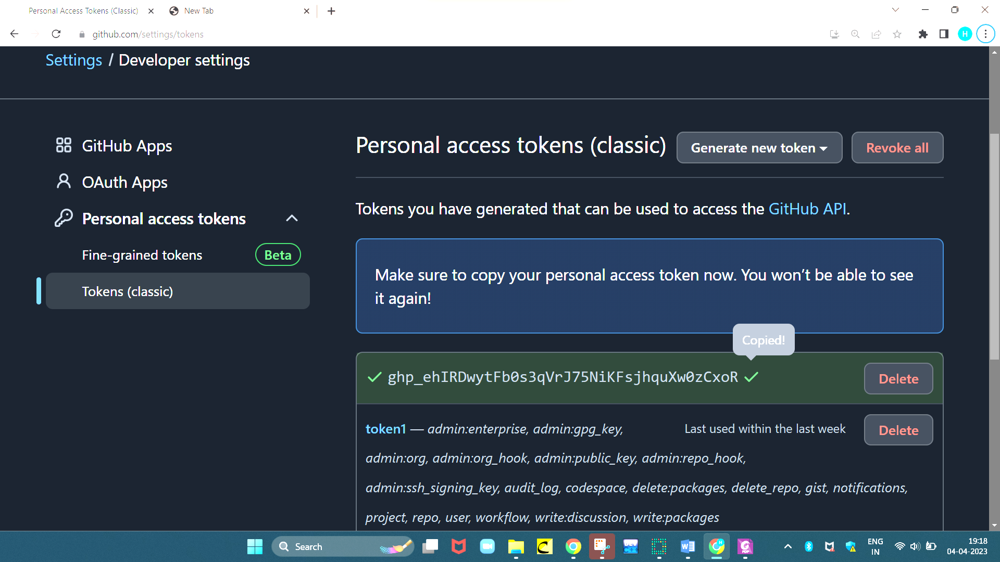 Personal Access Tokens (Classic)
New Tab
github.com/settings/tokens
H
Settings / Developer settings
GitHub Apps
OAuth Apps
Personal access tokens
Fine-grained tokens
Beta
Tokens (classic)
Personal access tokens (classic)
Generate new token
Revoke all
Tokens you have generated that can be used to access the GitHub API.
Make sure to copy your personal access token now. You won’t be able to see
it again!
Copied!
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
Delete
token1 — admin:enterprise, admin:gpg_key,
Last used within the last week
Delete
admin:org, admin:org_hook, admin:public_key, admin:repo_hook,
admin:ssh_signing_key, audit_log, codespace, delete:packages, delete_repo, gist, notifications,
project, repo, user, workflow, write:discussion, write:packages
Search
DEV
C++
PDF
ENG
IN
19:18
04-04-2023